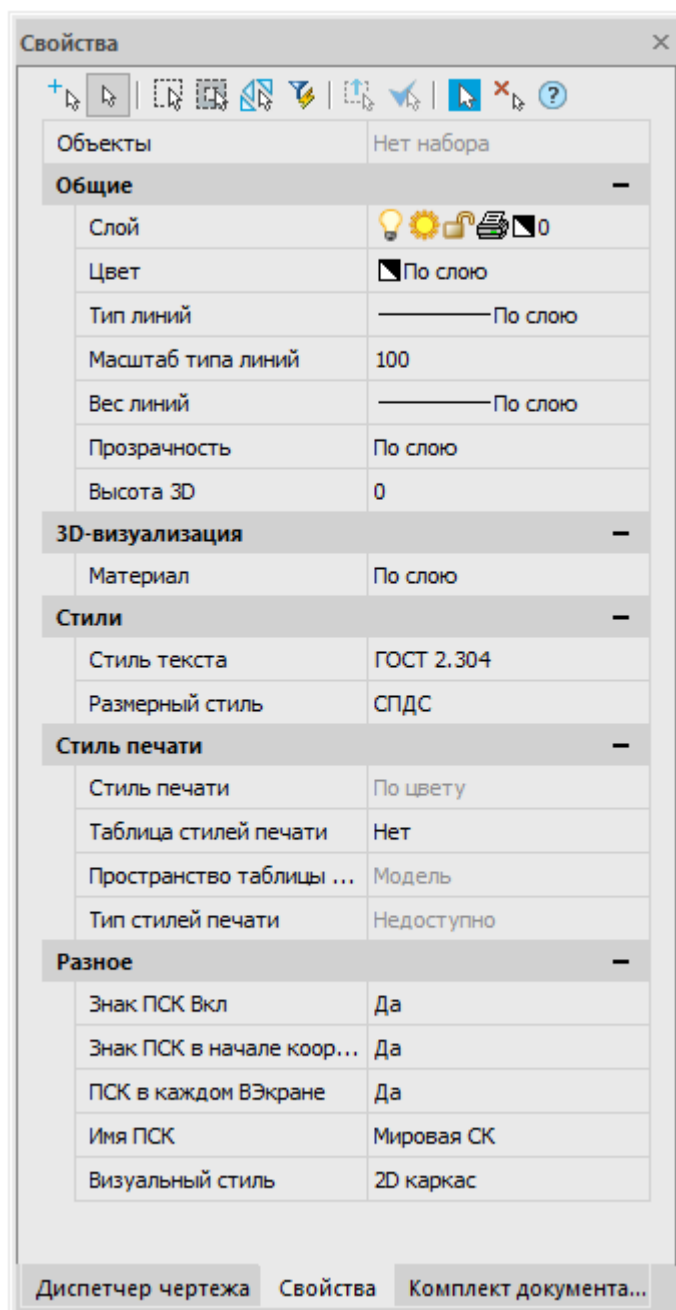 Свойства
Объекты Нет набора
Общие
Слой 0
Цвет По слою
Тип линий По слою
Масштаб типа линий 100
Вес линий По слою
Прозрачность По слою
Высота 3D 0
3D-визуализация
Материал По слою
Стили
Стиль текста ГОСТ 2.304
Размерный стиль СПДС
Стиль печати
Стиль печати По цвету
Таблица стилей печати Нет
Пространство таблицы ... Модель
Тип стилей печати Недоступно
Разное
Знак ПСК Вкл Да
Знак ПСК в начале коор... Да
ПСК в каждом ВЭкране Да
Имя ПСК Мировая СК
Визуальный стиль 2D каркас
Диспетчер чертежа Свойства Комплект документа...